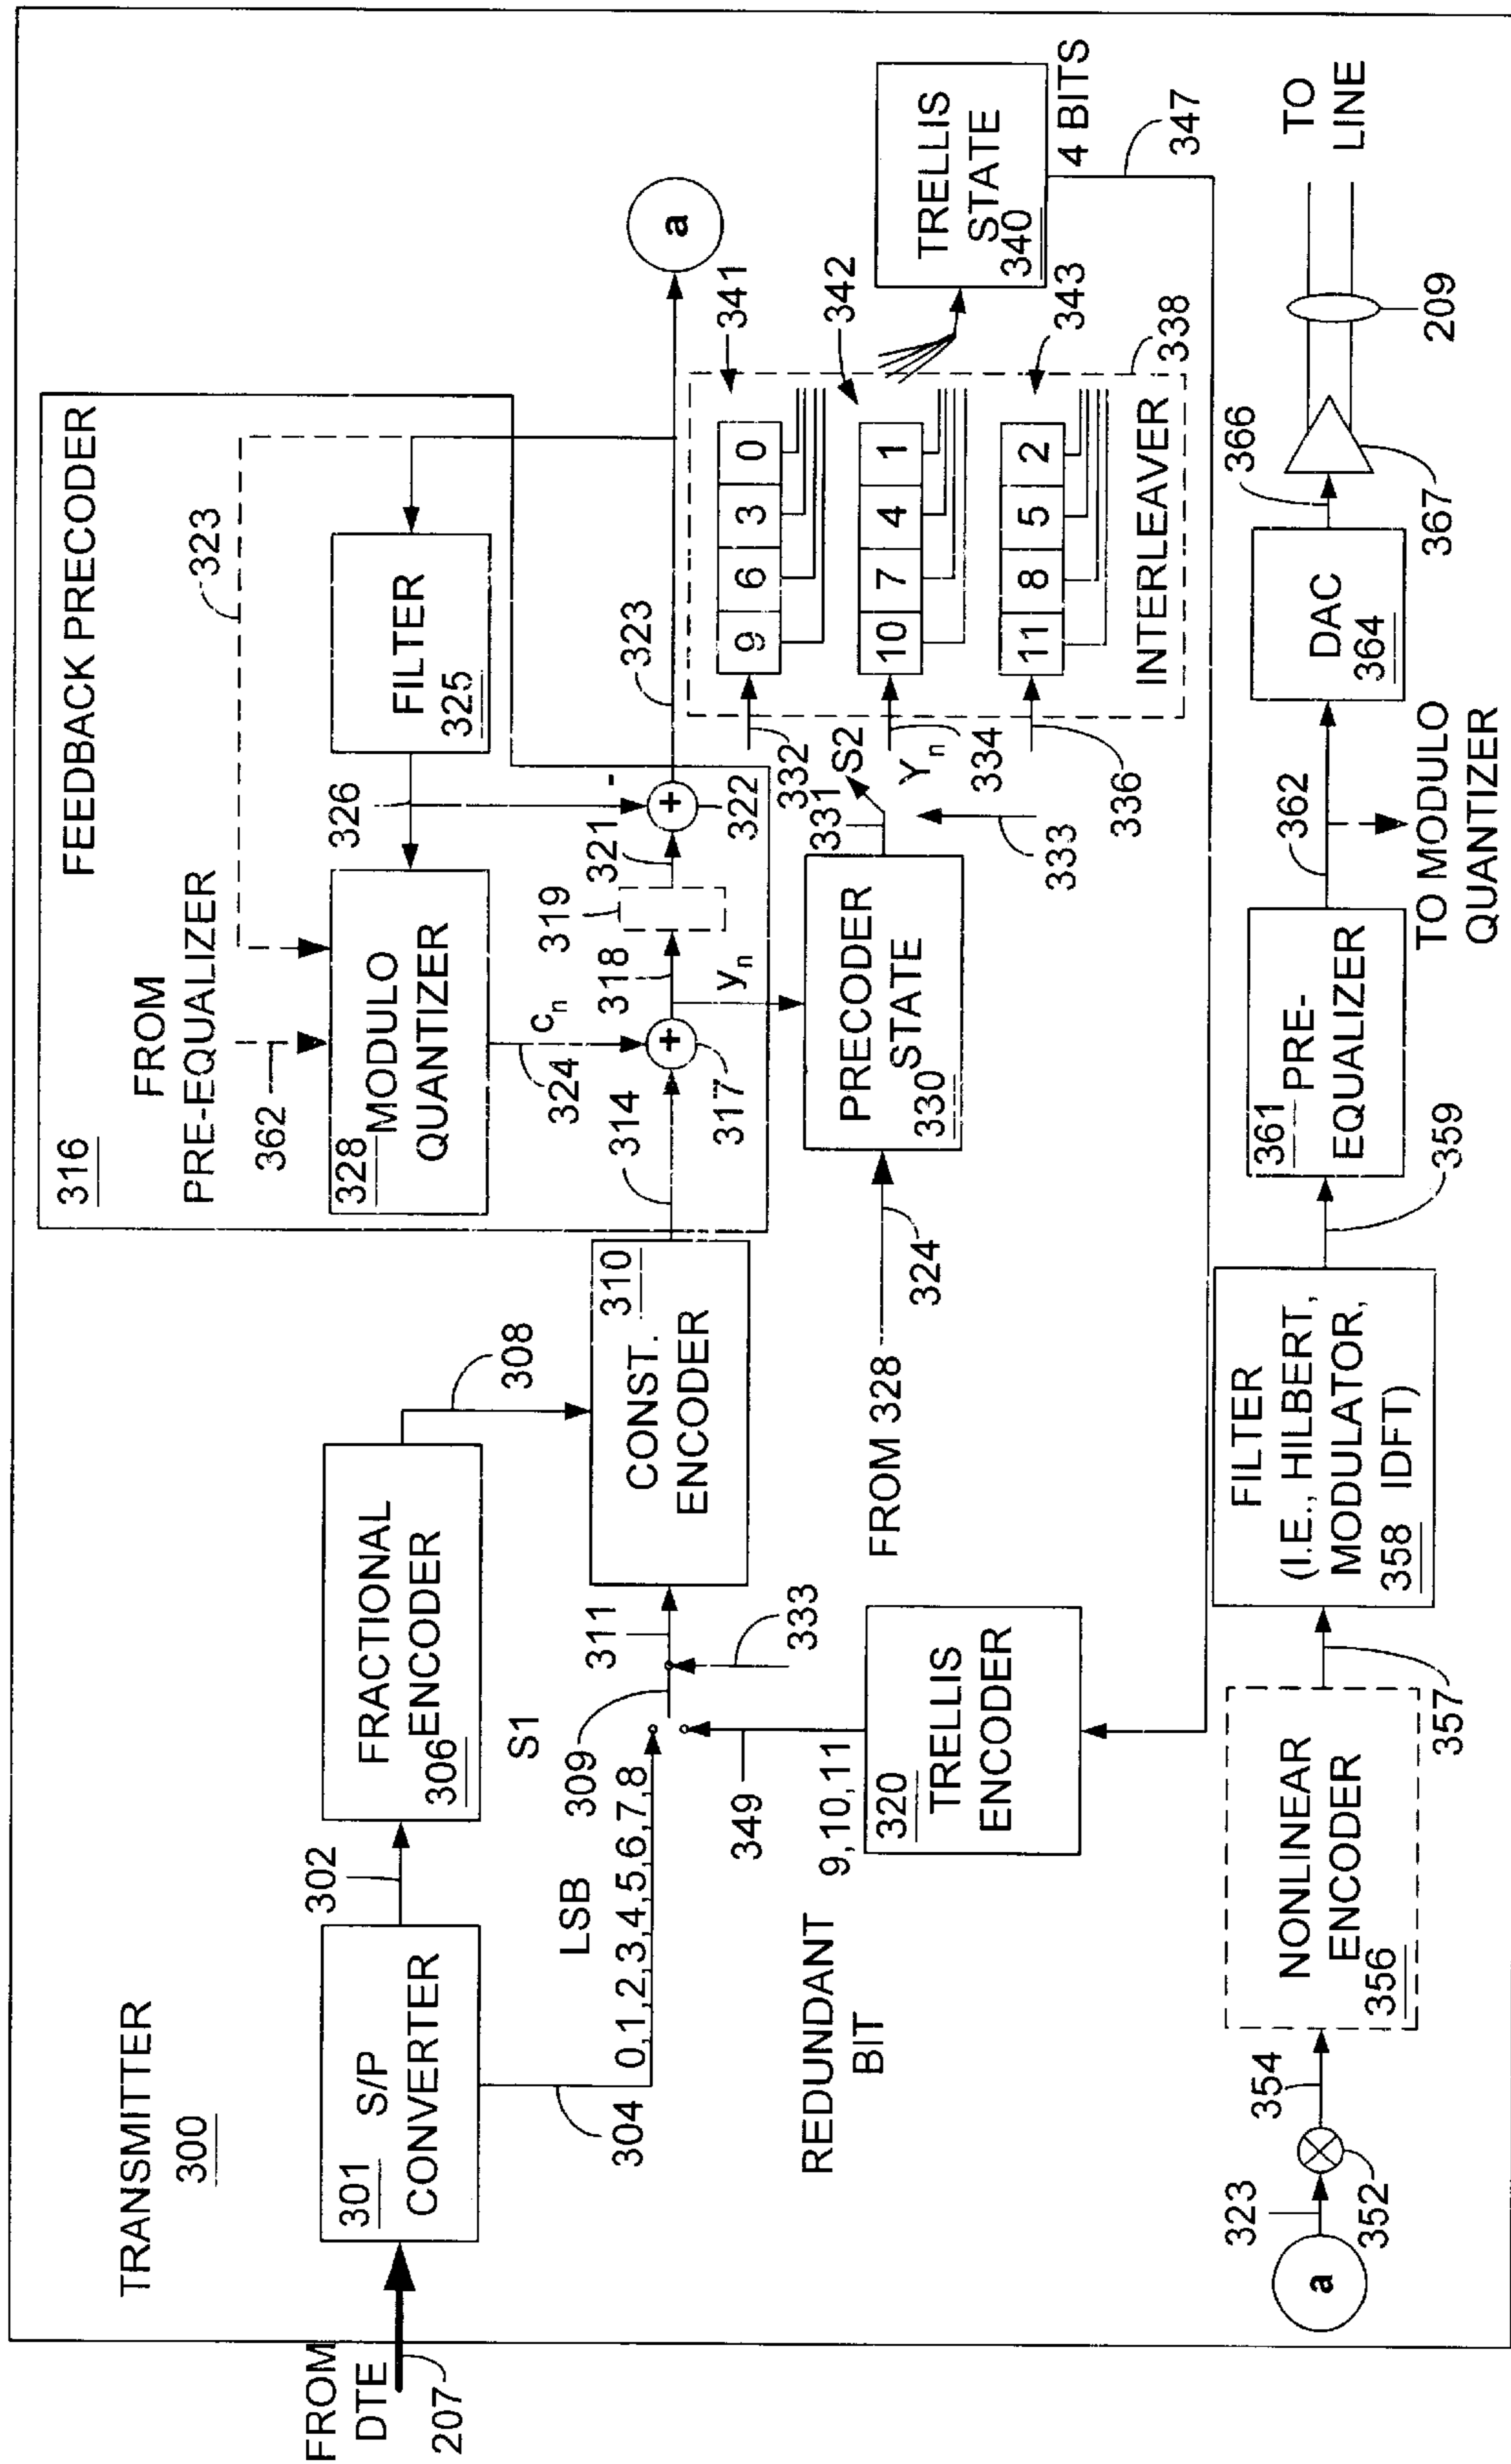 TRANSMITTER
300
FROM
DTE
207
301 S/P
CONVERTER
302
304
FRACTIONAL
306 ENCODER
308
LSB
0,1,2,3,4,5,6,7,8
S1
309
311
333
349
REDUNDANT
BIT
9,10,11
320
TRELLIS
ENCODER
310
CONST.
ENCODER
314
FEEDBACK PRECODER
316
FROM
PRE-EQUALIZER
362
323
328
MODULO
QUANTIZER
FILTER
325
326
cn
324
+
317
318
yn
319
321
+
-
322
323
a
FROM 328
324
PRECODER
STATE
330
331
S2
333
332
Yn
334
336
9 6 3 0
10 7 4 1
11 8 5 2
341
342
343
INTERLEAVER
338
TRELLIS
STATE
340
4 BITS
347
a
323
352
354
NONLINEAR
ENCODER
356
357
FILTER
(I.E., HILBERT,
MODULATOR,
358 IDFT)
359
361 PRE-
EQUALIZER
362
TO MODULO
QUANTIZER
DAC
364
366
367
209
TO
LINE